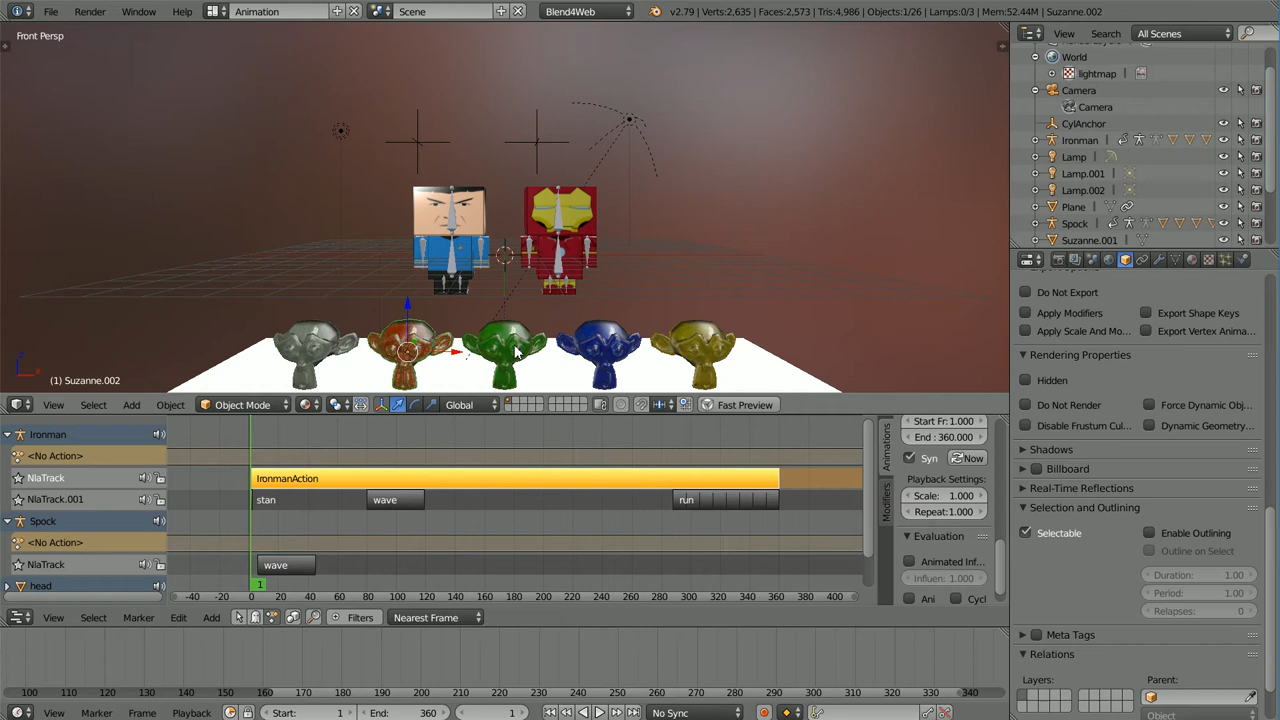 File Render Window Help Animation Scene Blend4Web v2.79 | Verts:2,635 | Faces:2,573 | Tris:4,986 | Objects:1/26 | Lamps:0/3 | Mem:52.44M | Suzanne.002
Front Persp
(1) Suzanne.002
View Select Add Object Object Mode Global Fast Preview
Ironman
<No Action>
NlaTrack
IronmanAction
NlaTrack.001
stan
wave
run
Spock
<No Action>
NlaTrack
wave
head
1
-40 -20 0 20 40 60 80 100 120 140 160 180 200 220 240 260 280 300 320 340 360 380 400
View Select Marker Edit Add Filters Nearest Frame
Animations
Modifiers
Start Fr: 1.000
End : 360.000
Syn Now
Playback Settings:
Scale: 1.000
Repeat: 1.000
Evaluation
Animated Inf...
Influen: 1.000
Ani Cycl
100 110 120 130 140 150 160 170 180 190 200 210 220 230 240 250 260 270 280 290 300 310 320 330 340
View Marker Frame Playback Start: 1 End: 360 1 No Sync
View Search All Scenes
World
lightmap
Camera
Camera
CylAnchor
Ironman
Lamp
Lamp.001
Lamp.002
Plane
Spock
Suzanne.001
Do Not Export
Apply Modifiers Export Shape Keys
Apply Scale And Mo... Export Vertex Anima...
Rendering Properties
Hidden
Do Not Render Force Dynamic Obj...
Disable Frustum Cul... Dynamic Geometry...
Shadows
Billboard
Real-Time Reflections
Selection and Outlining
Selectable Enable Outlining
Outline on Select
Duration: 1.00
Period: 1.00
Relapses: 0
Meta Tags
Relations
Layers: Parent:
Object